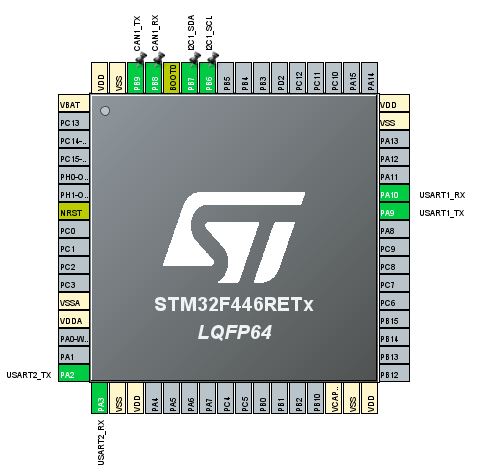 CAN1_TX
CAN1_RX
I2C1_SDA
I2C1_SCL
VDD
VSS
PB9
PB8
BOOT0
PB7
PB6
PB5
PB4
PB3
PD2
PC12
PC11
PC10
PA15
PA14
VBAT
PC13
PC14-..
PC15-..
PH0-O..
PH1-O..
NRST
PC0
PC1
PC2
PC3
VSSA
VDDA
PA0-W..
PA1
USART2_TX PA2
VDD
VSS
PA13
PA12
PA11
PA10 USART1_RX
PA9 USART1_TX
PA8
PC9
PC8
PC7
PC6
PB15
PB14
PB13
PB12
STM32F446RETx
LQFP64
PA3
VSS
VDD
PA4
PA5
PA6
PA7
PC4
PC5
PB0
PB1
PB2
PB10
VCAP..
VSS
VDD
USART2_RX